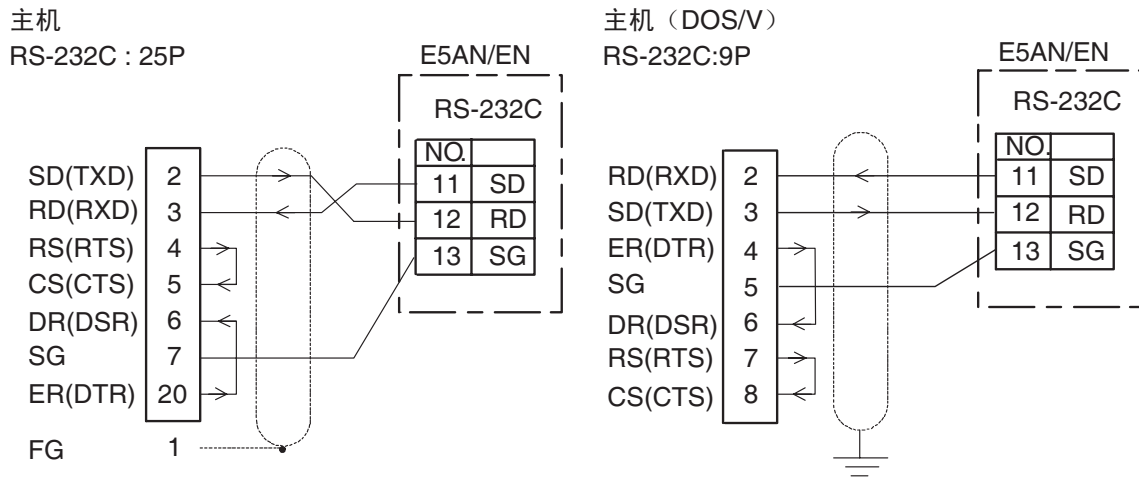 主机
RS-232C : 25P
E5AN/EN
RS-232C
NO.
11 SD
12 RD
13 SG
SD(TXD) 2
RD(RXD) 3
RS(RTS) 4
CS(CTS) 5
DR(DSR) 6
SG 7
ER(DTR) 20
FG 1
主机（DOS/V）
RS-232C:9P
E5AN/EN
RS-232C
NO.
11 SD
12 RD
13 SG
RD(RXD) 2
SD(TXD) 3
ER(DTR) 4
SG 5
DR(DSR) 6
RS(RTS) 7
CS(CTS) 8